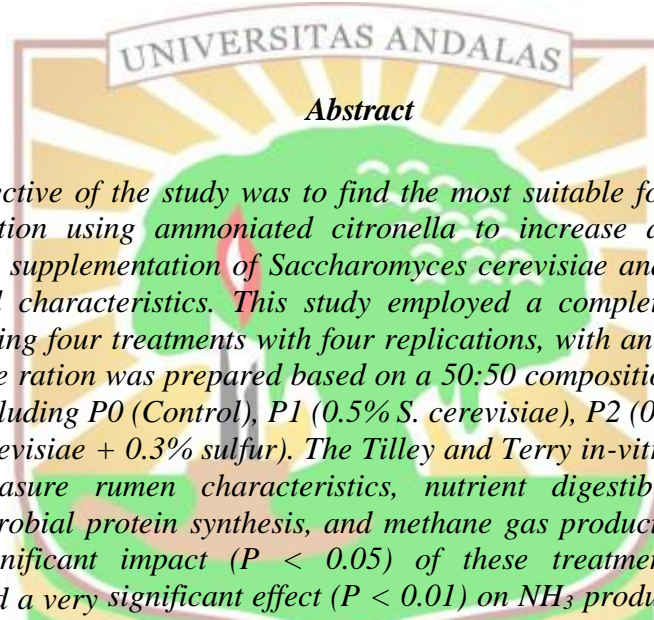 UNIVERSITAS ANDALAS
Abstract
ective of the study was to find the most suitable fo
tion using ammoniated citronella to increase a
supplementation of Saccharomyces cerevisiae and
l characteristics. This study employed a complet
ing four treatments with four replications, with an
e ration was prepared based on a 50:50 compositio
cluding P0 (Control), P1 (0.5% S. cerevisiae), P2 (0
evisiae + 0.3% sulfur). The Tilley and Terry in-vitr
asure rumen characteristics, nutrient digestib
robial protein synthesis, and methane gas product
nificant impact (P < 0.05) of these treatme
d a very significant effect (P < 0.01) on NH3 produ